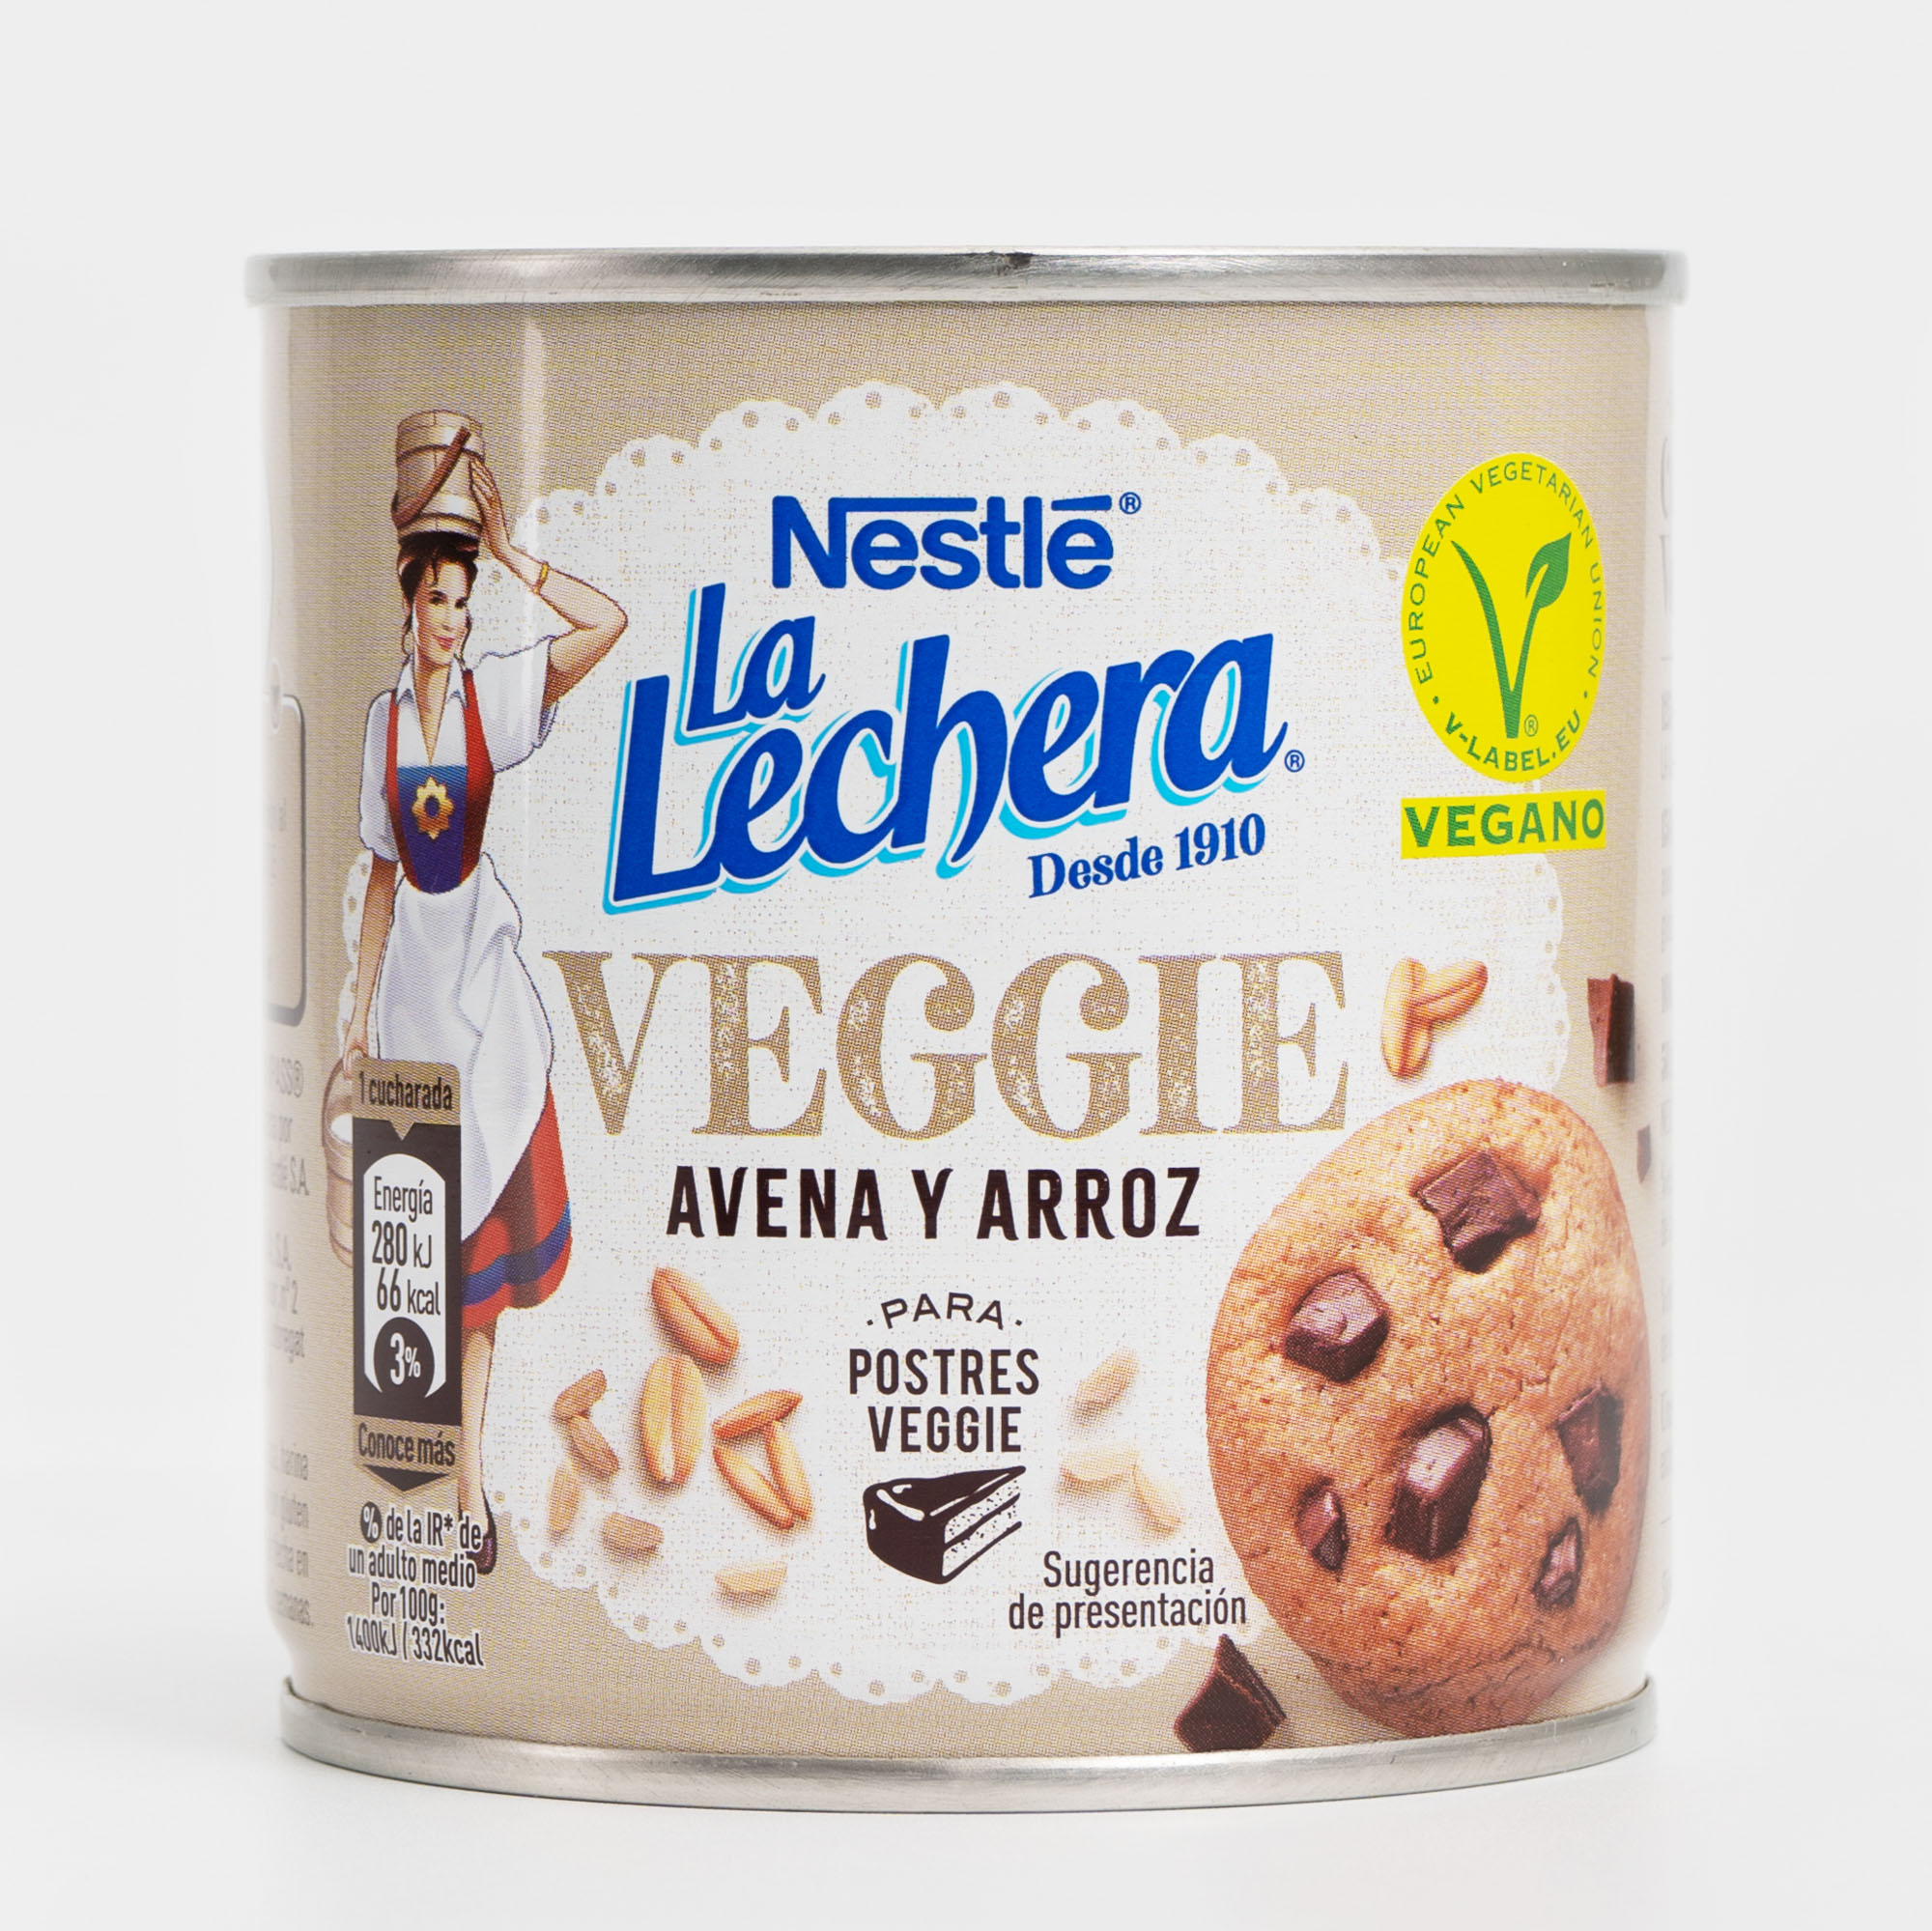 Nestlé®
La
Lechera®
Desde 1910
EUROPEAN VEGETARIAN UNION
V-LABEL.EU
®
VEGANO
VEGGIE
AVENA Y ARROZ
·PARA·
POSTRES
VEGGIE
Sugerencia
de presentación
1 cucharada
Energía
280 kJ
66 kcal
3%
Conoce más
% de la IR* de
un adulto medio
Por 100g:
1400kJ / 332kcal